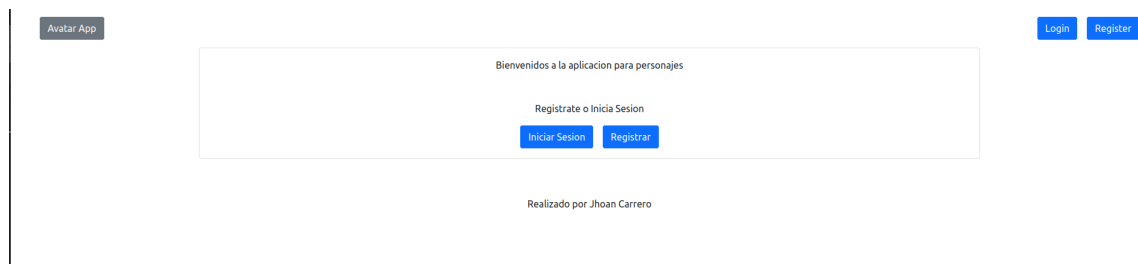 Avatar App Login Register
Bienvenidos a la aplicacion para personajes
Registrate o Inicia Sesion
Iniciar Sesion Registrar
Realizado por Jhoan Carrero